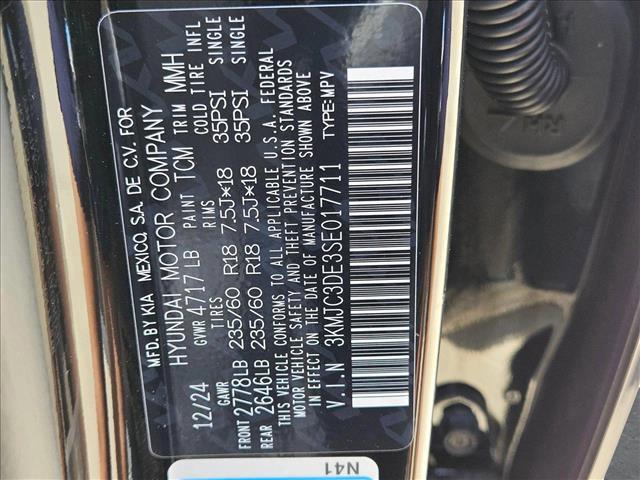 MFD. BY KIA MEXICO, S.A. DE C.V. FOR
HYUNDAI MOTOR COMPANY
12/24 GVWR 4717 LB PAINT TCM TRIM MMH
GAWR TIRES RIMS COLD TIRE INFL
FRONT 2778LB 235/60 R18 7.5J×18 35PSI SINGLE
REAR 2646LB 235/60 R18 7.5J×18 35PSI SINGLE
THIS VEHICLE CONFORMS TO ALL APPLICABLE U.S.A. FEDERAL
MOTOR VEHICLE SAFETY AND THEFT PREVENTION STANDARDS
IN EFFECT ON THE DATE OF MANUFACTURE SHOWN ABOVE
V.I.N 3KMJC3DE3SE017711 TYPE:MPV
N41
RH